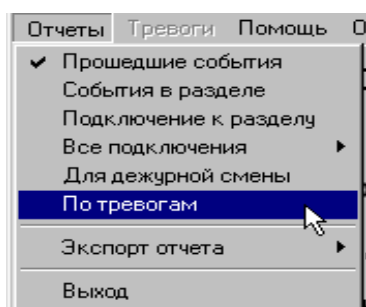 Отчеты Тревоги Помощь О
Прошедшие события
События в разделе
Подключение к разделу
Все подключения
Для дежурной смены
По тревогам
Экспорт отчета
Выход